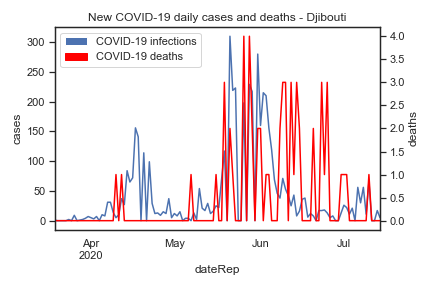 New COVID-19 daily cases and deaths - Djibouti
COVID-19 infections
COVID-19 deaths
300
250
200
150
100
50
0
cases
4.0
3.5
3.0
2.5
2.0
1.5
1.0
0.5
0.0
deaths
Apr
2020
May
Jun
Jul
dateRep